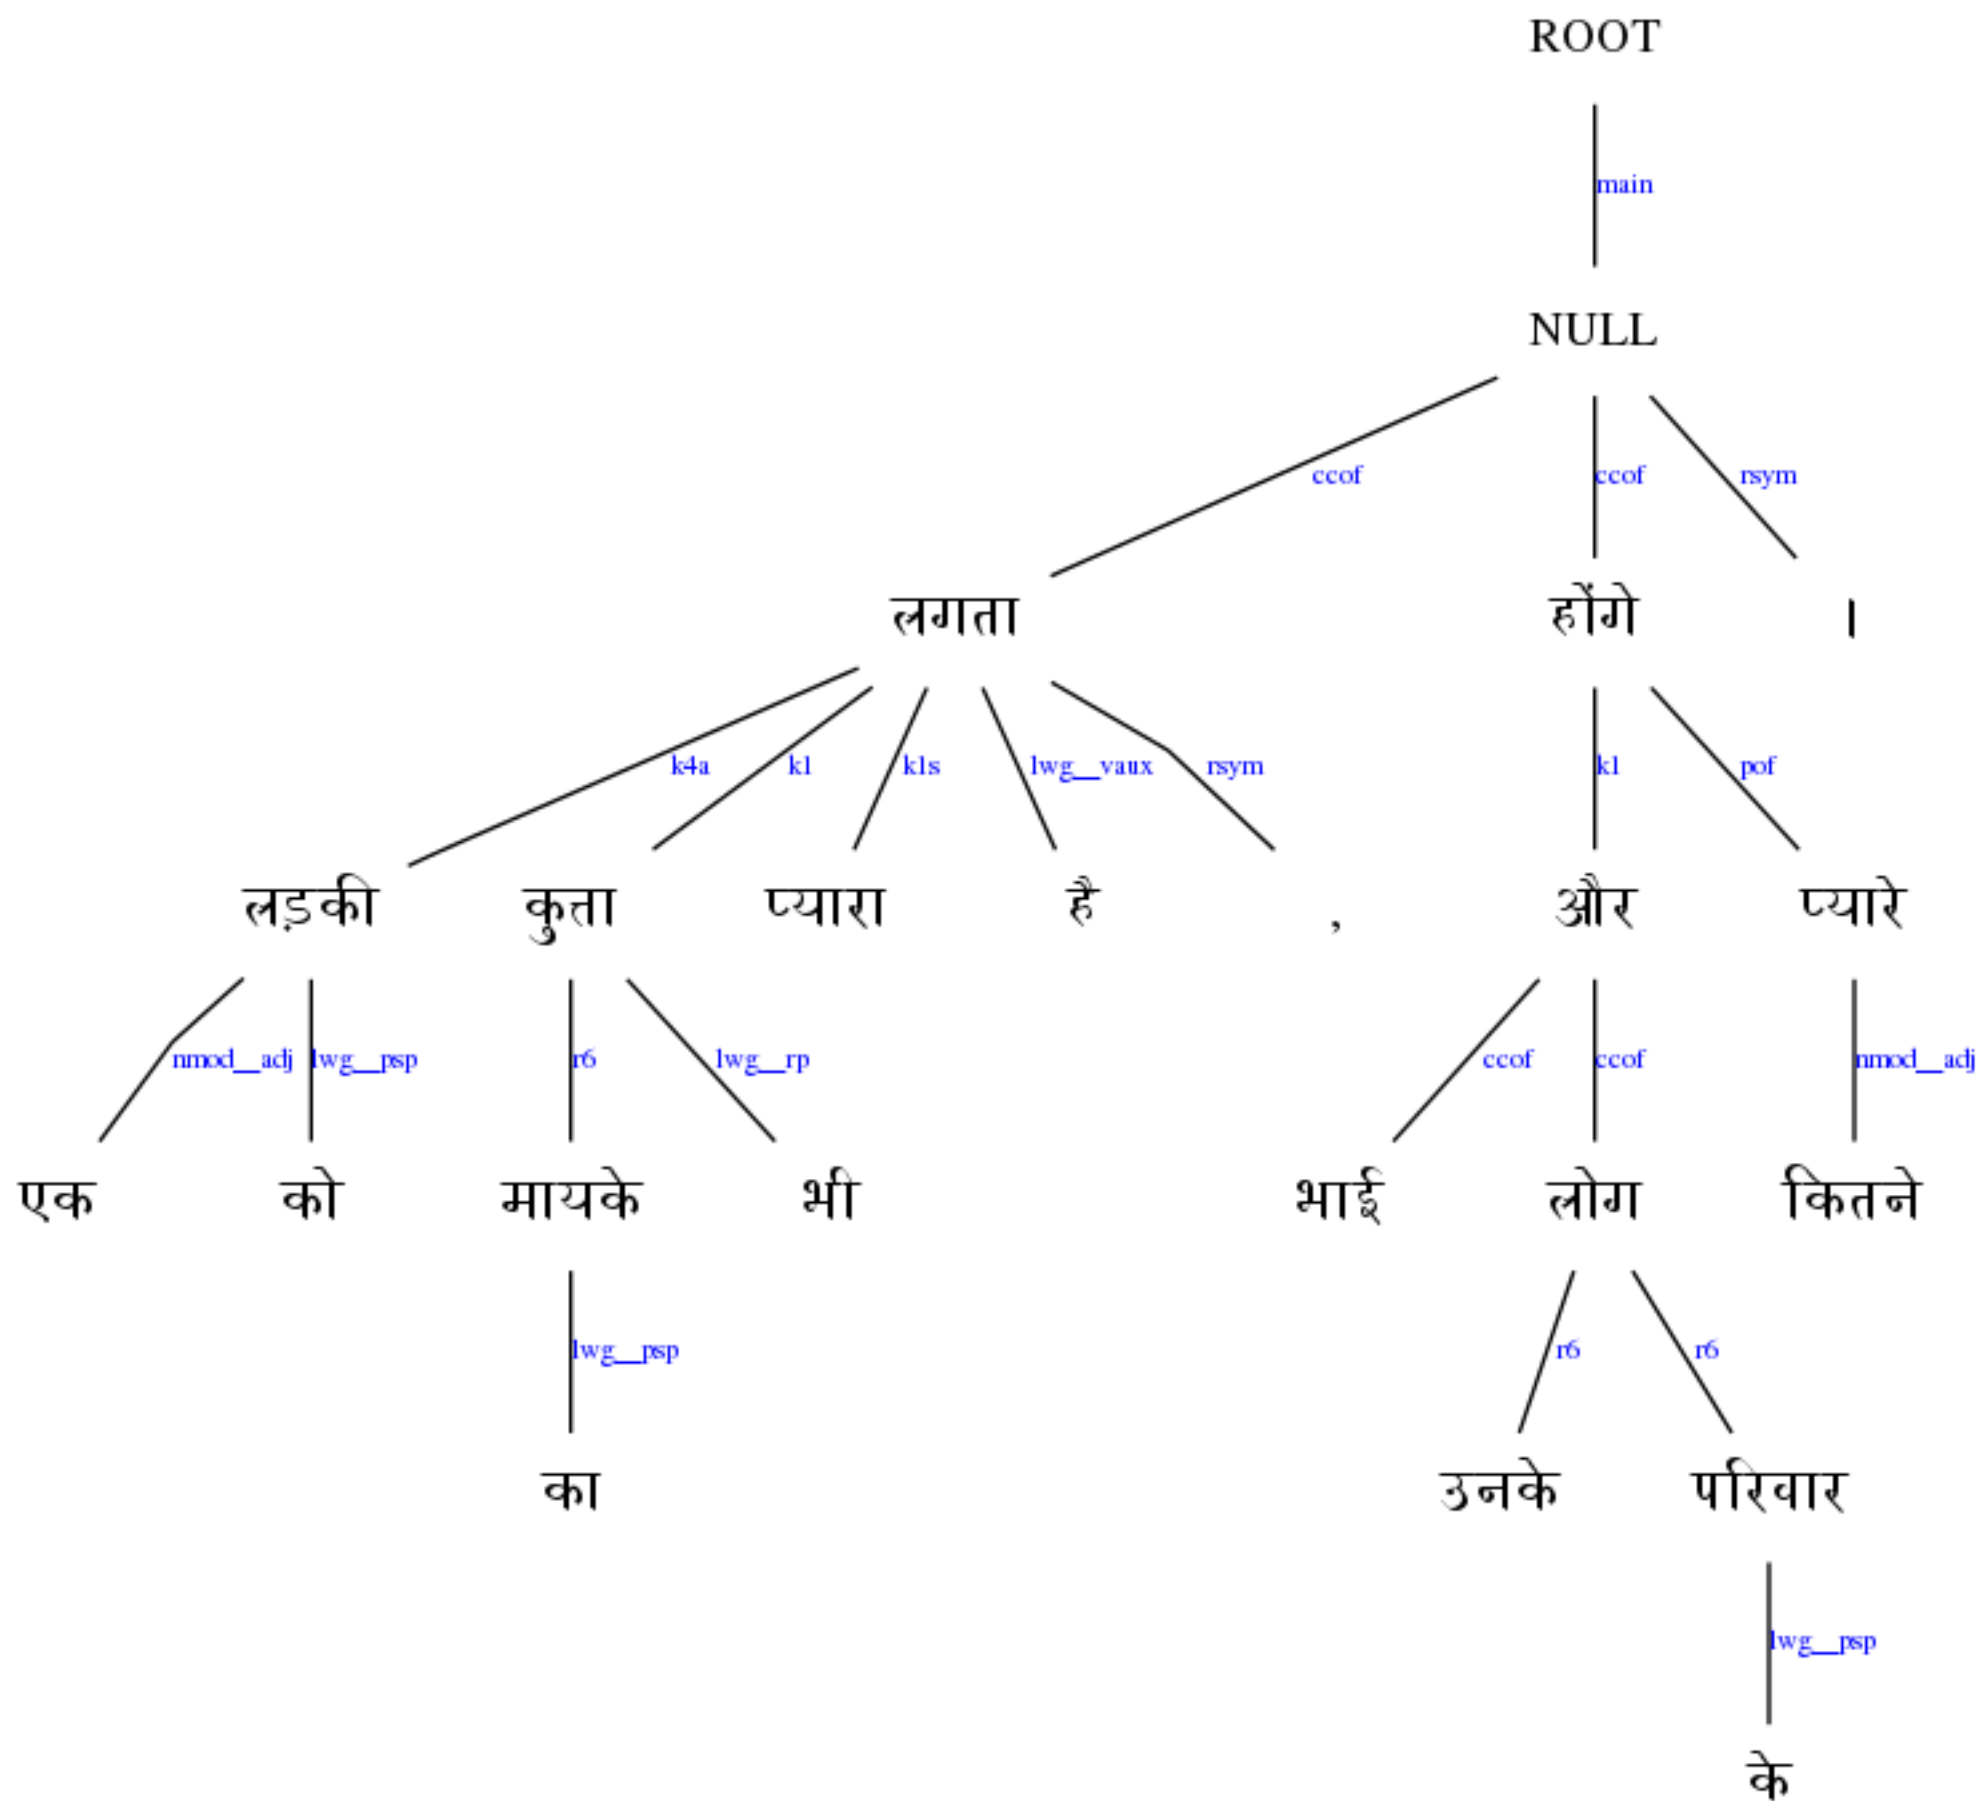 ROOT
main
NULL
ccof ccof rsym
लगता होंगे ।
k4a k1 k1s lwg__vaux rsym k1 pof
लड़की कुत्ता प्यारा है , और प्यारे
nmod__adj lwg__psp r6 lwg__rp ccof ccof nmod__adj
एक को मायके भी भाई लोग कितने
lwg__psp r6 r6
का उनके परिवार
lwg__psp
के